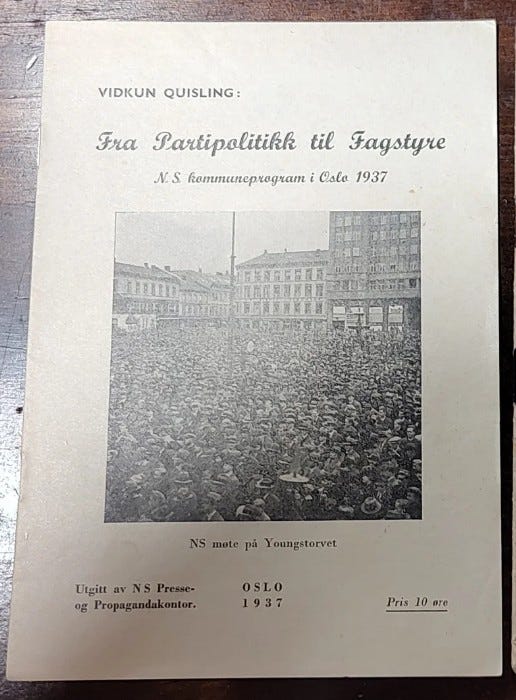 VIDKUN QUISLING:
Fra Partipolitikk til Fagstyre
N. S. kommuneprogram i Oslo 1937
NS møte på Youngstorvet
Utgitt av NS Presse-
og Propagandakontor.
OSLO
1937
Pris 10 øre